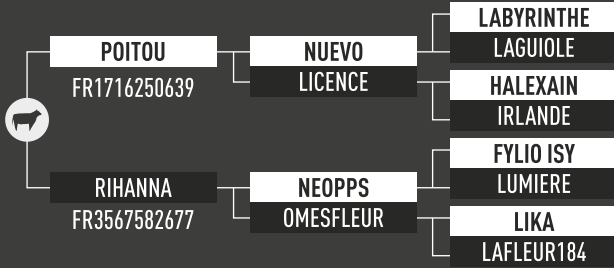 POITOU
FR1716250639
NUEVO
LICENCE
LABYRINTHE
LAGUIOLE
HALEXAIN
IRLANDE
RIHANNA
FR3567582677
NEOPPS
OMESFLEUR
FYLIO ISY
LUMIERE
LIKA
LAFLEUR184